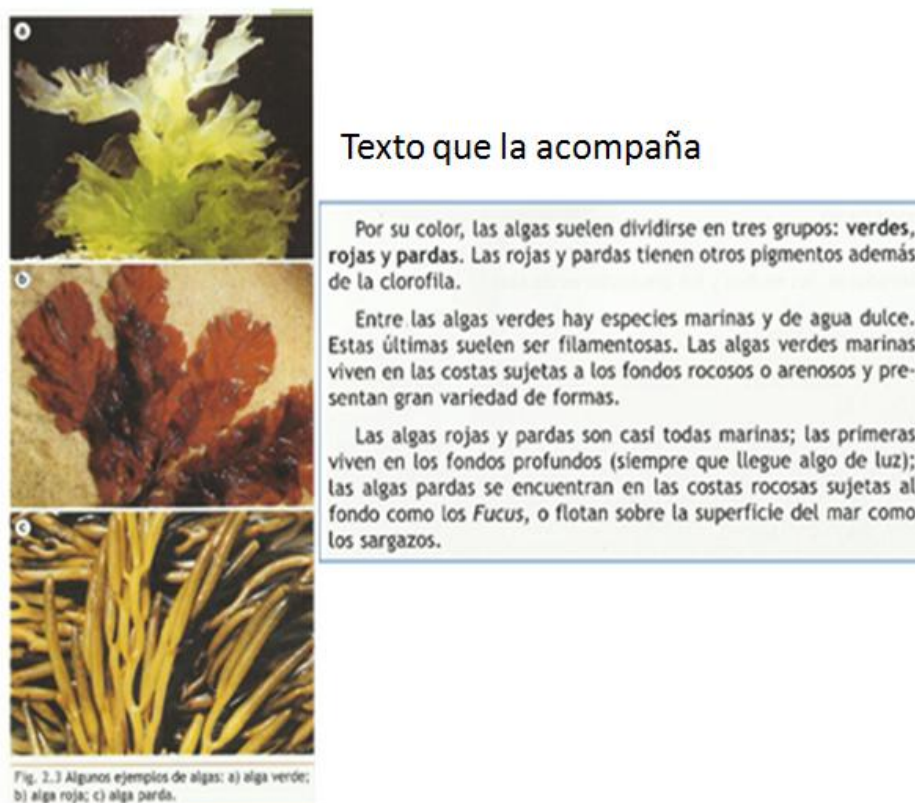 a
Texto que la acompaña
Por su color, las algas suelen dividirse en tres grupos: verdes,
rojas y pardas. Las rojas y pardas tienen otros pigmentos además
de la clorofila.
Entre las algas verdes hay especies marinas y de agua dulce.
Estas últimas suelen ser filamentosas. Las algas verdes marinas
viven en las costas sujetas a los fondos rocosos o arenosos y pre-
sentan gran variedad de formas.
Las algas rojas y pardas son casi todas marinas; las primeras
viven en los fondos profundos (siempre que llegue algo de luz);
las algas pardas se encuentran en las costas rocosas sujetas al
fondo como los Fucus, o flotan sobre la superficie del mar como
los sargazos.
b
c
Fig. 2.3 Algunos ejemplos de algas: a) alga verde;
b) alga roja; c) alga parda.